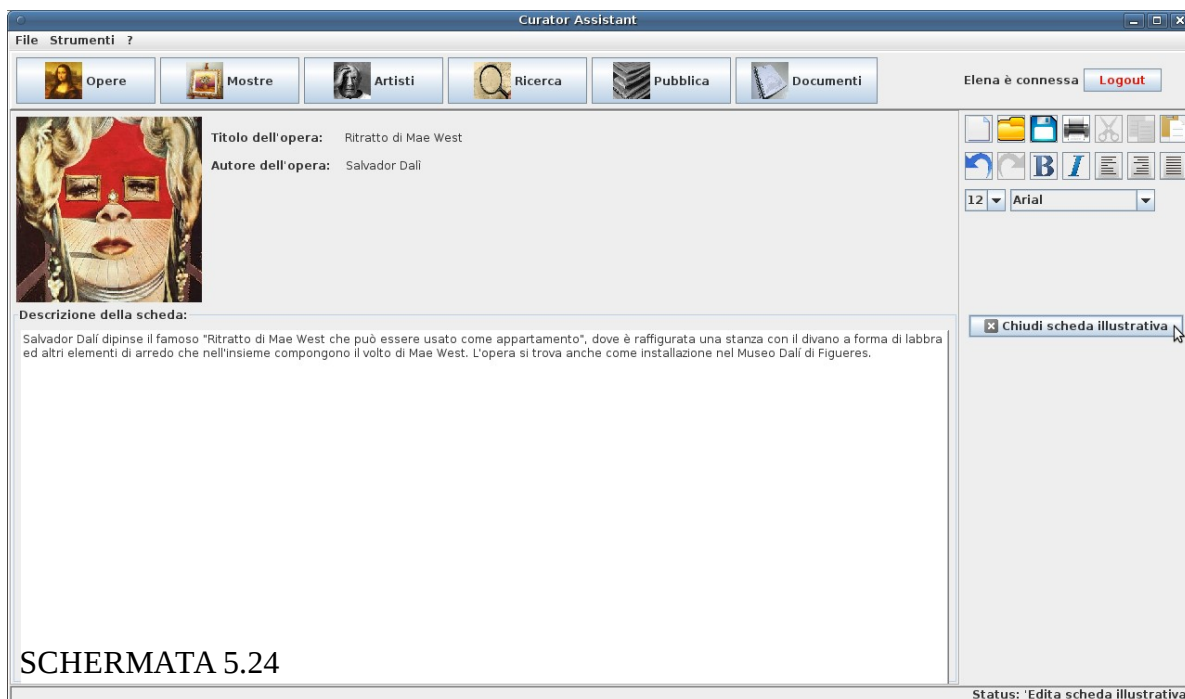 Curator Assistant
File Strumenti ?
Opere Mostre Artisti Ricerca Pubblica Documenti Elena è connessa Logout
Titolo dell'opera: Ritratto di Mae West
Autore dell'opera: Salvador Dalì
B I
12 Arial
Descrizione della scheda:
Chiudi scheda illustrativa
Salvador Dalí dipinse il famoso "Ritratto di Mae West che può essere usato come appartamento", dove è raffigurata una stanza con il divano a forma di labbra
ed altri elementi di arredo che nell'insieme compongono il volto di Mae West. L'opera si trova anche come installazione nel Museo Dalí di Figueres.
SCHERMATA 5.24
Status: 'Edita scheda illustrativa